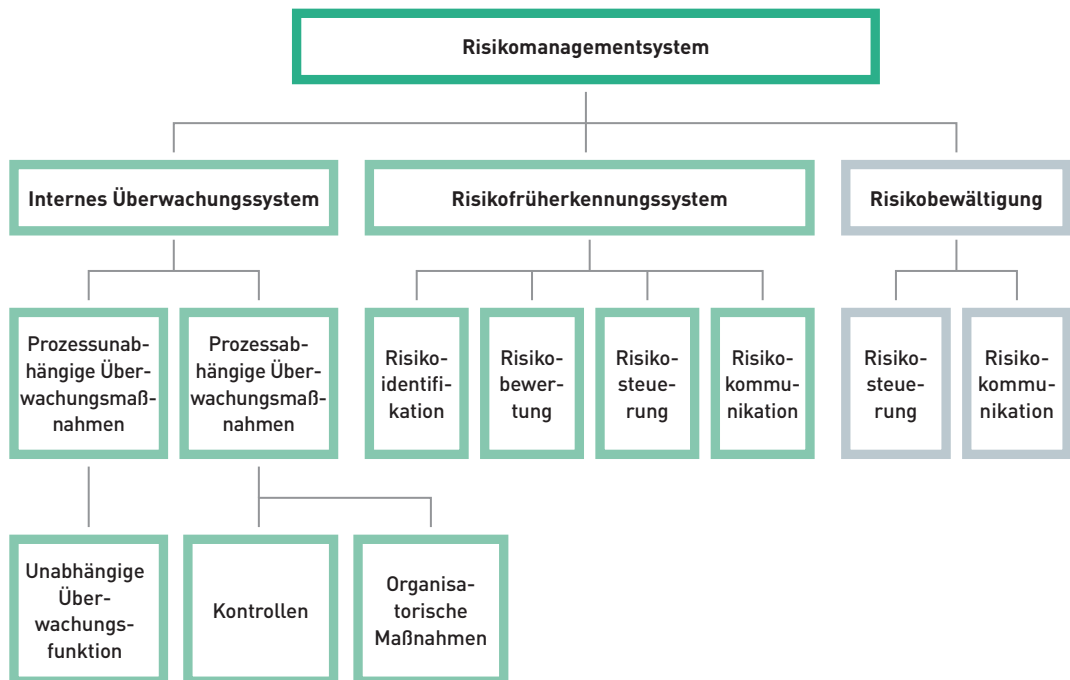 Risikomanagementsystem
Internes Überwachungssystem
Risikofrüherkennungssystem
Risikobewältigung
Prozessunab-
hängige Über-
wachungsmaß-
nahmen
Prozessab-
hängige Über-
wachungsmaß-
nahmen
Risiko-
identifi-
kation
Risiko-
bewer-
tung
Risiko-
steue-
rung
Risiko-
kommu-
nikation
Risiko-
steue-
rung
Risiko-
kommu-
nikation
Unabhängige
Über-
wachungs-
funktion
Kontrollen
Organisa-
torische
Maßnahmen